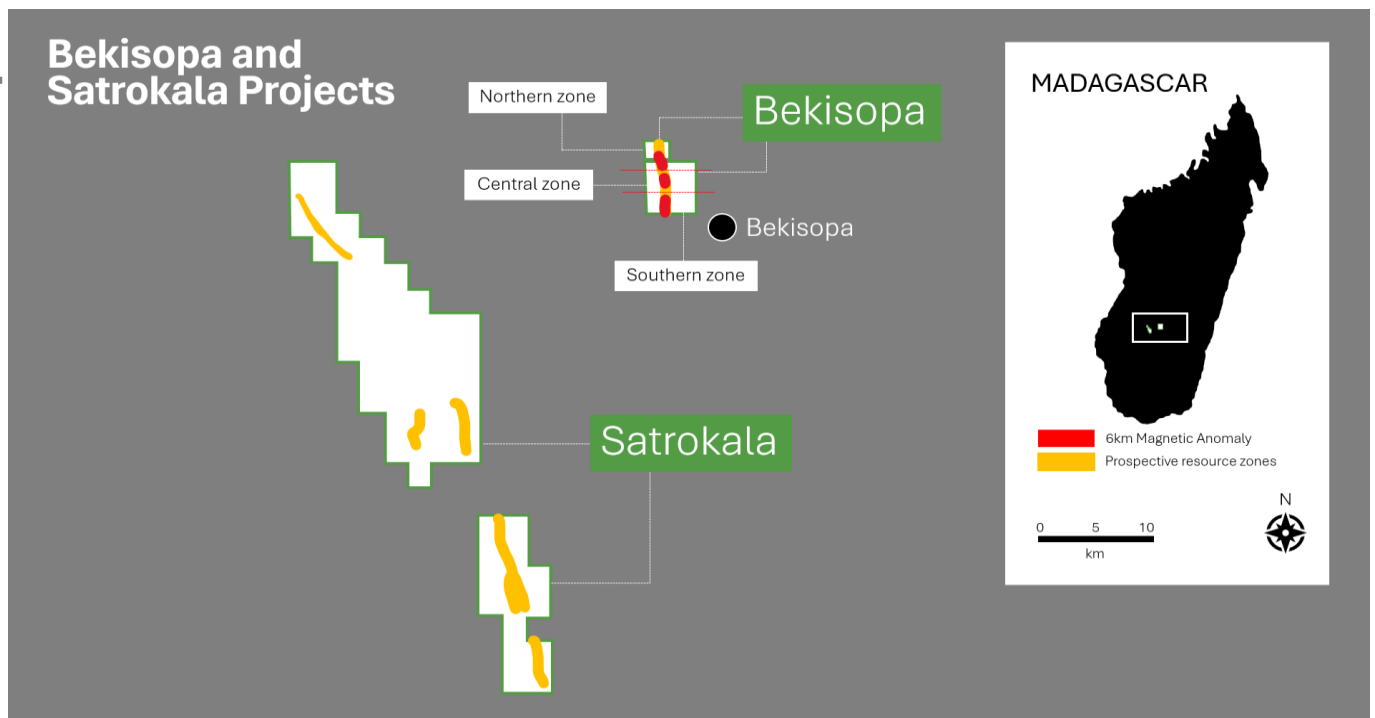 Bekisopa and
Satrokala Projects
Northern zone
Bekisopa
Central zone
Bekisopa
Southern zone
Satrokala
MADAGASCAR
6km Magnetic Anomaly
Prospective resource zones
0 5 10
km
N